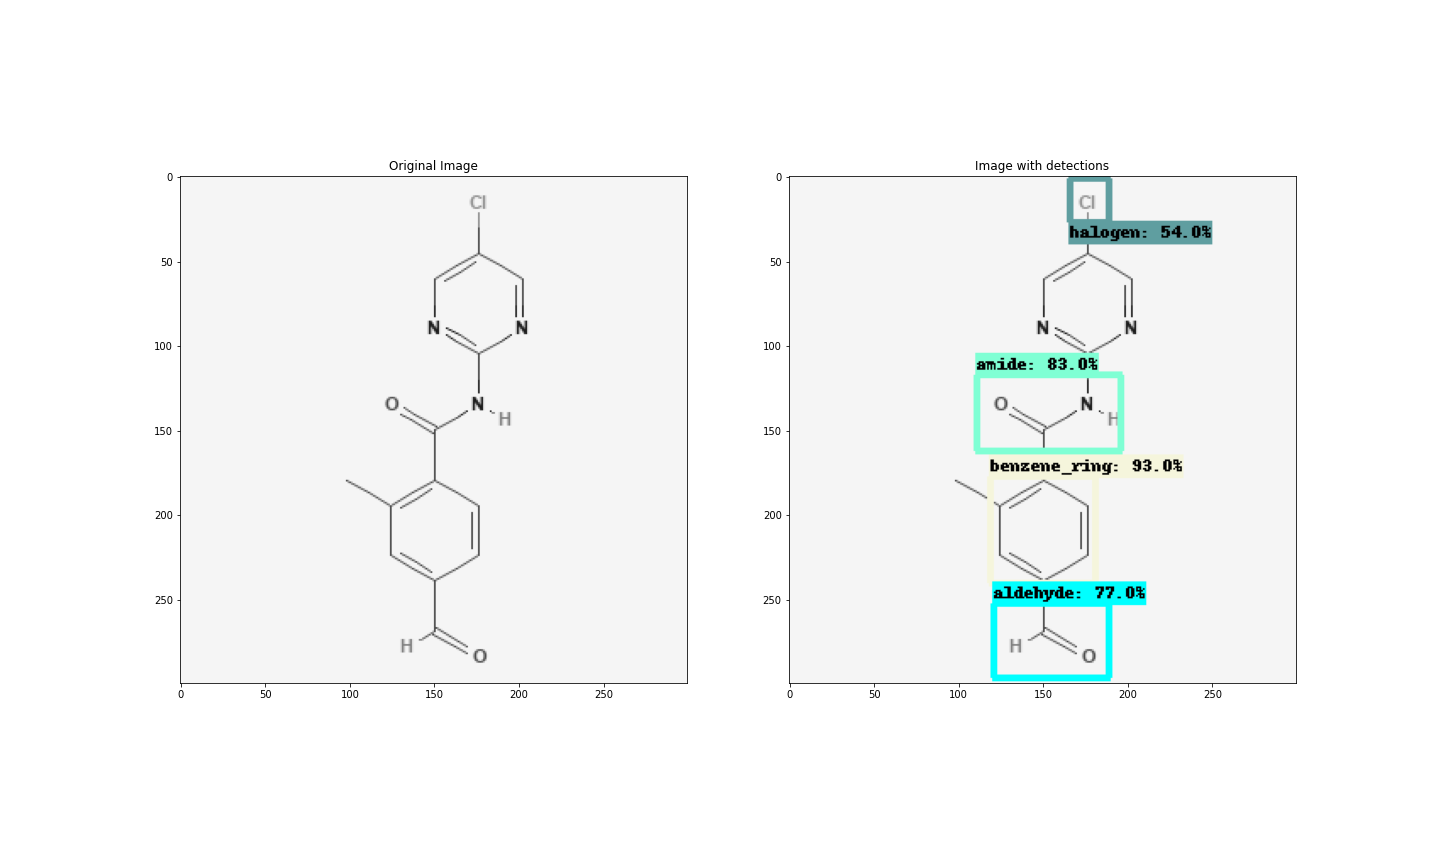 Original Image
0
50
100
150
200
250
0 50 100 150 200 250
Cl
N N
O N H
H O
Image with detections
0
50
100
150
200
250
0 50 100 150 200 250
Cl
halogen: 54.0%
N N
amide: 83.0%
O N H
benzene_ring: 93.0%
aldehyde: 77.0%
H O